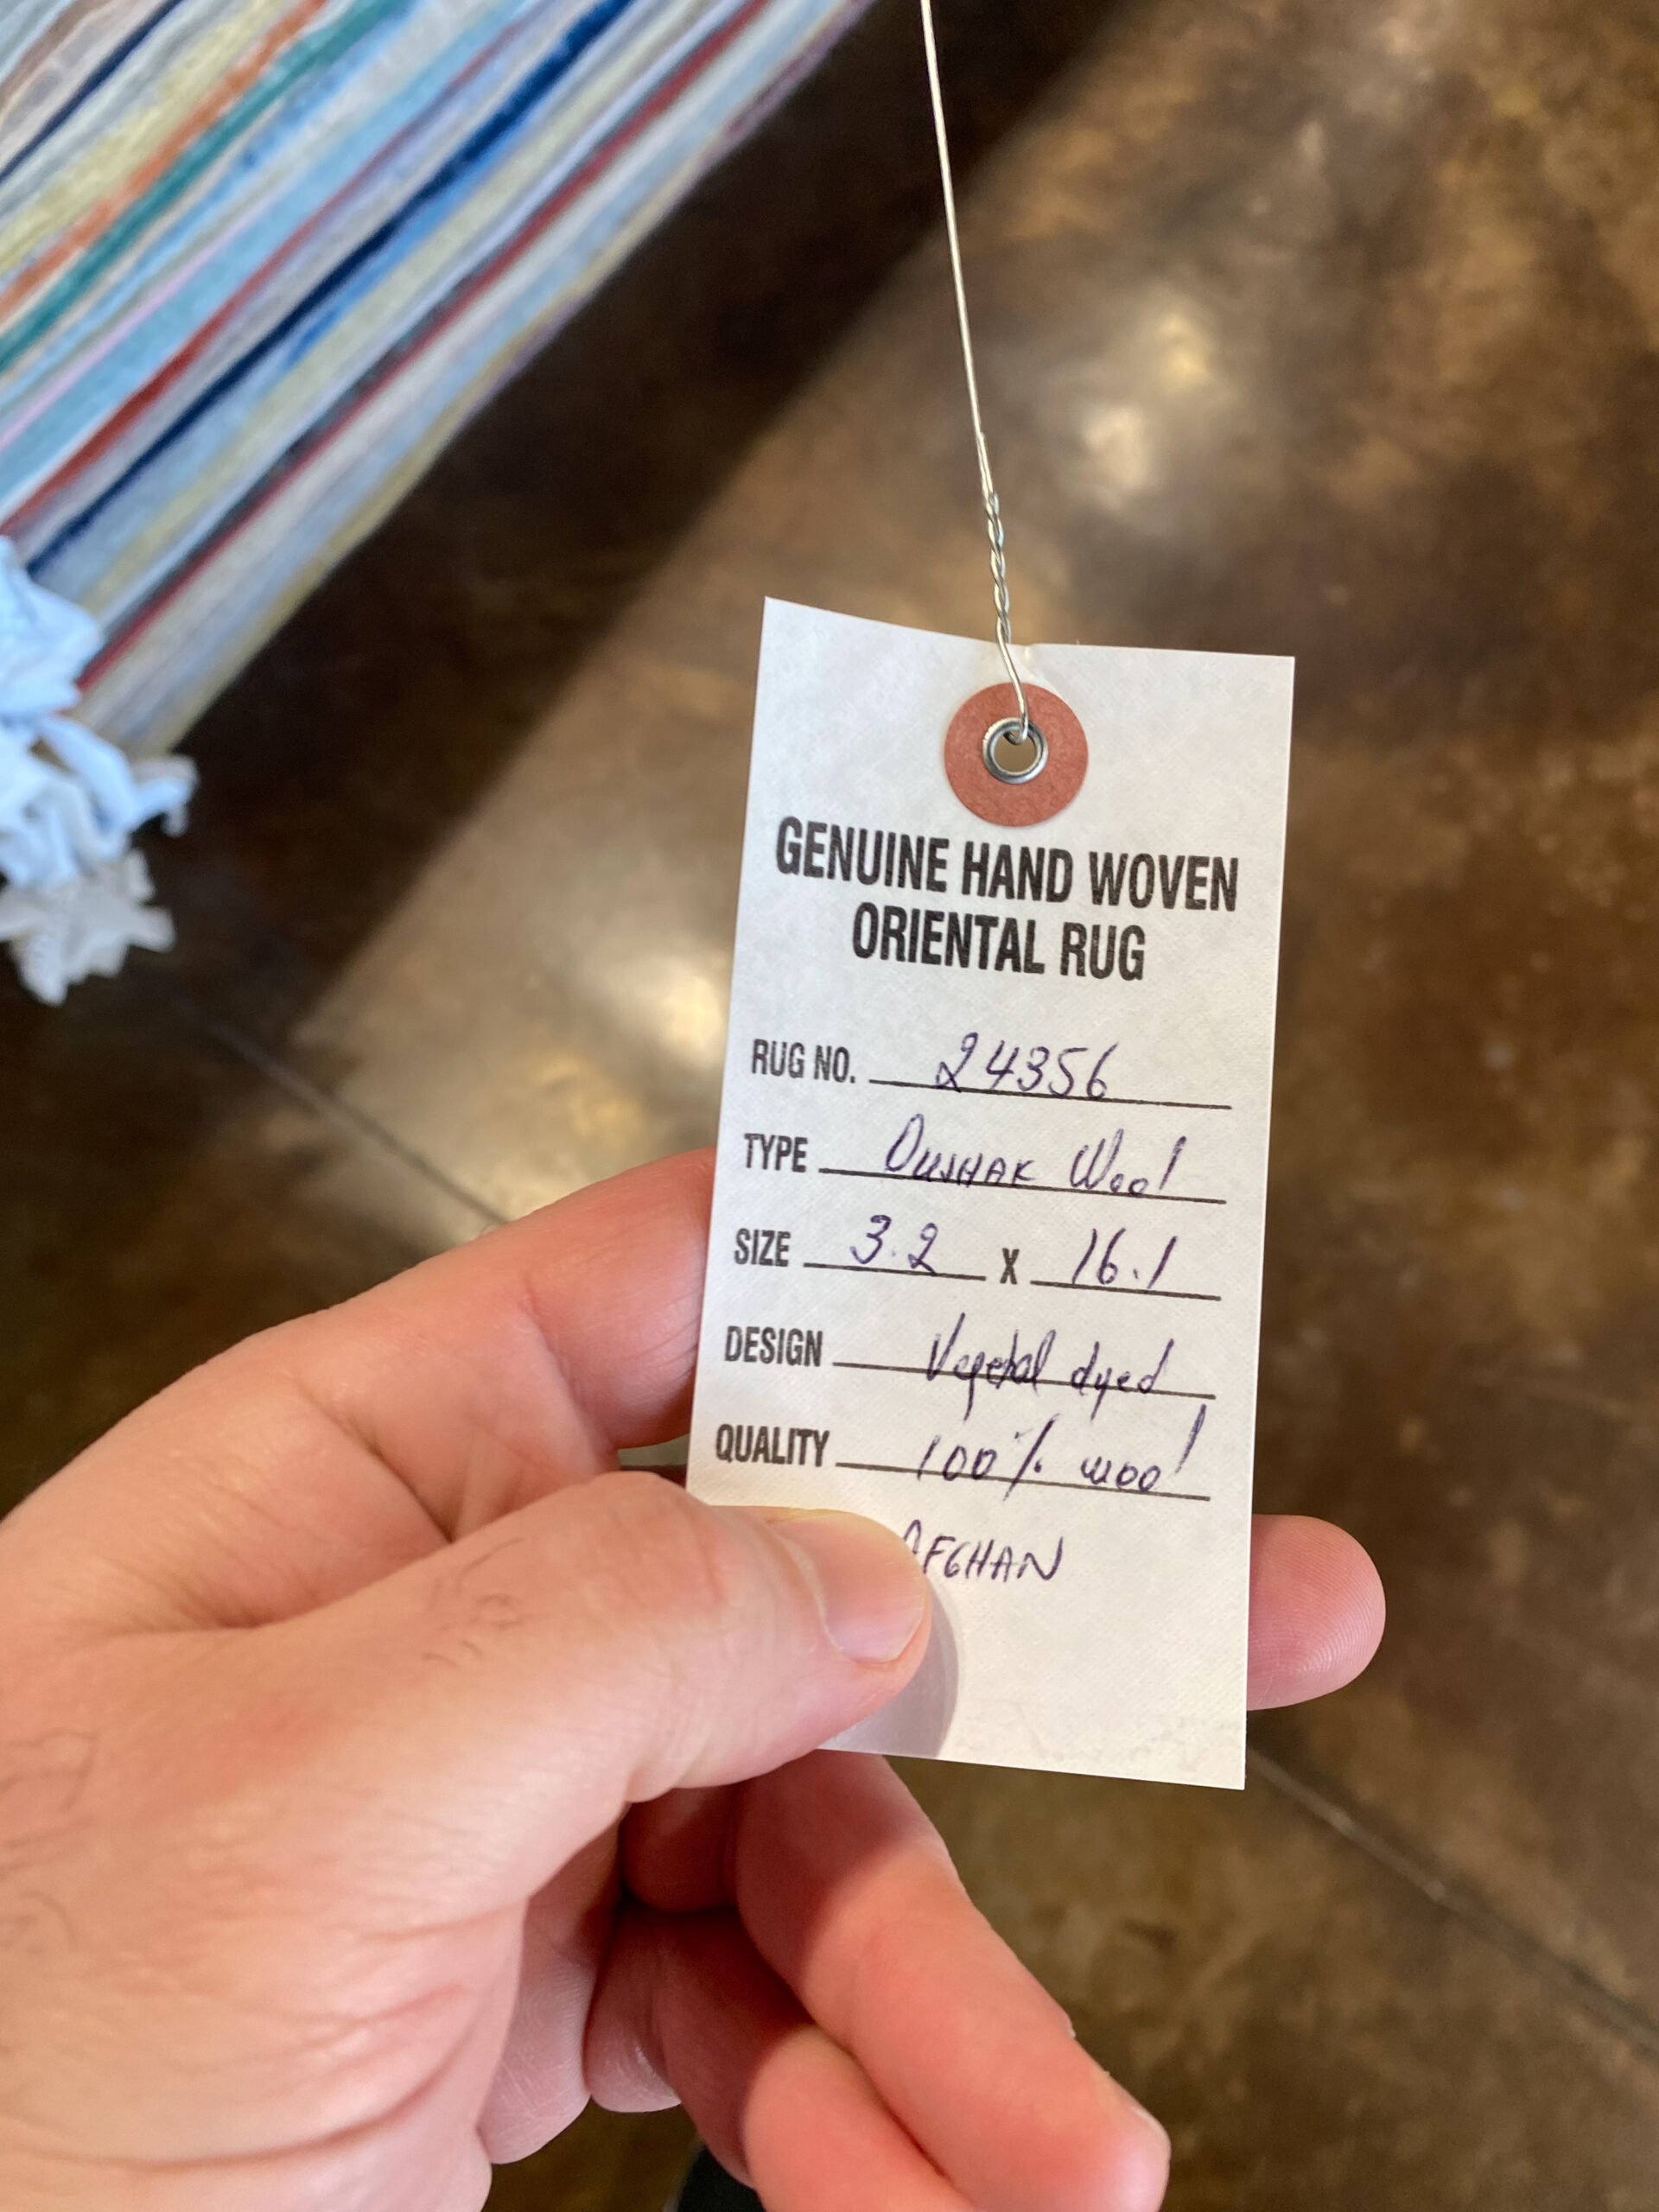 GENUINE HAND WOVEN
ORIENTAL RUG
RUG NO. 24356
TYPE Oushak Wool
SIZE 3.2 X 16.1
DESIGN Vegetal dyed
QUALITY 100% wool
AFGHAN